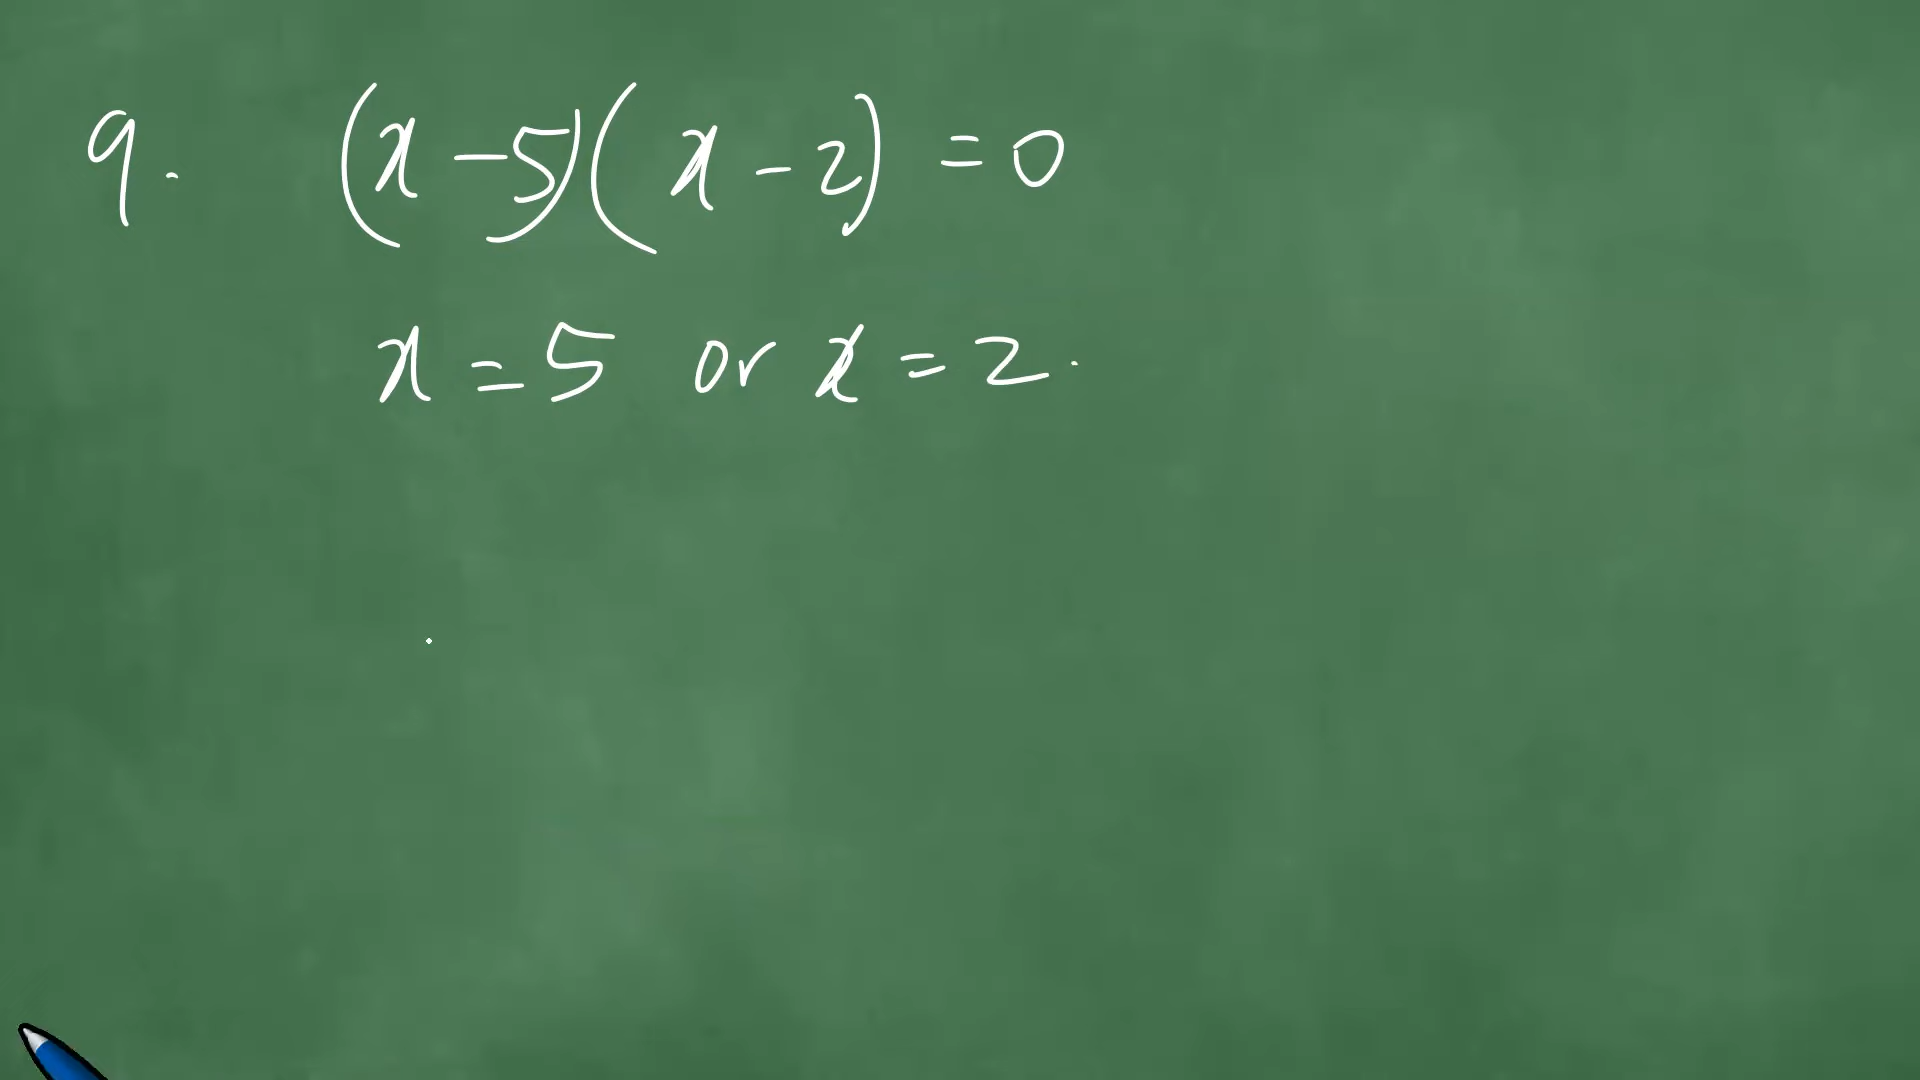 9. (x - 5)(x - 2) = 0
x = 5 or x = 2.